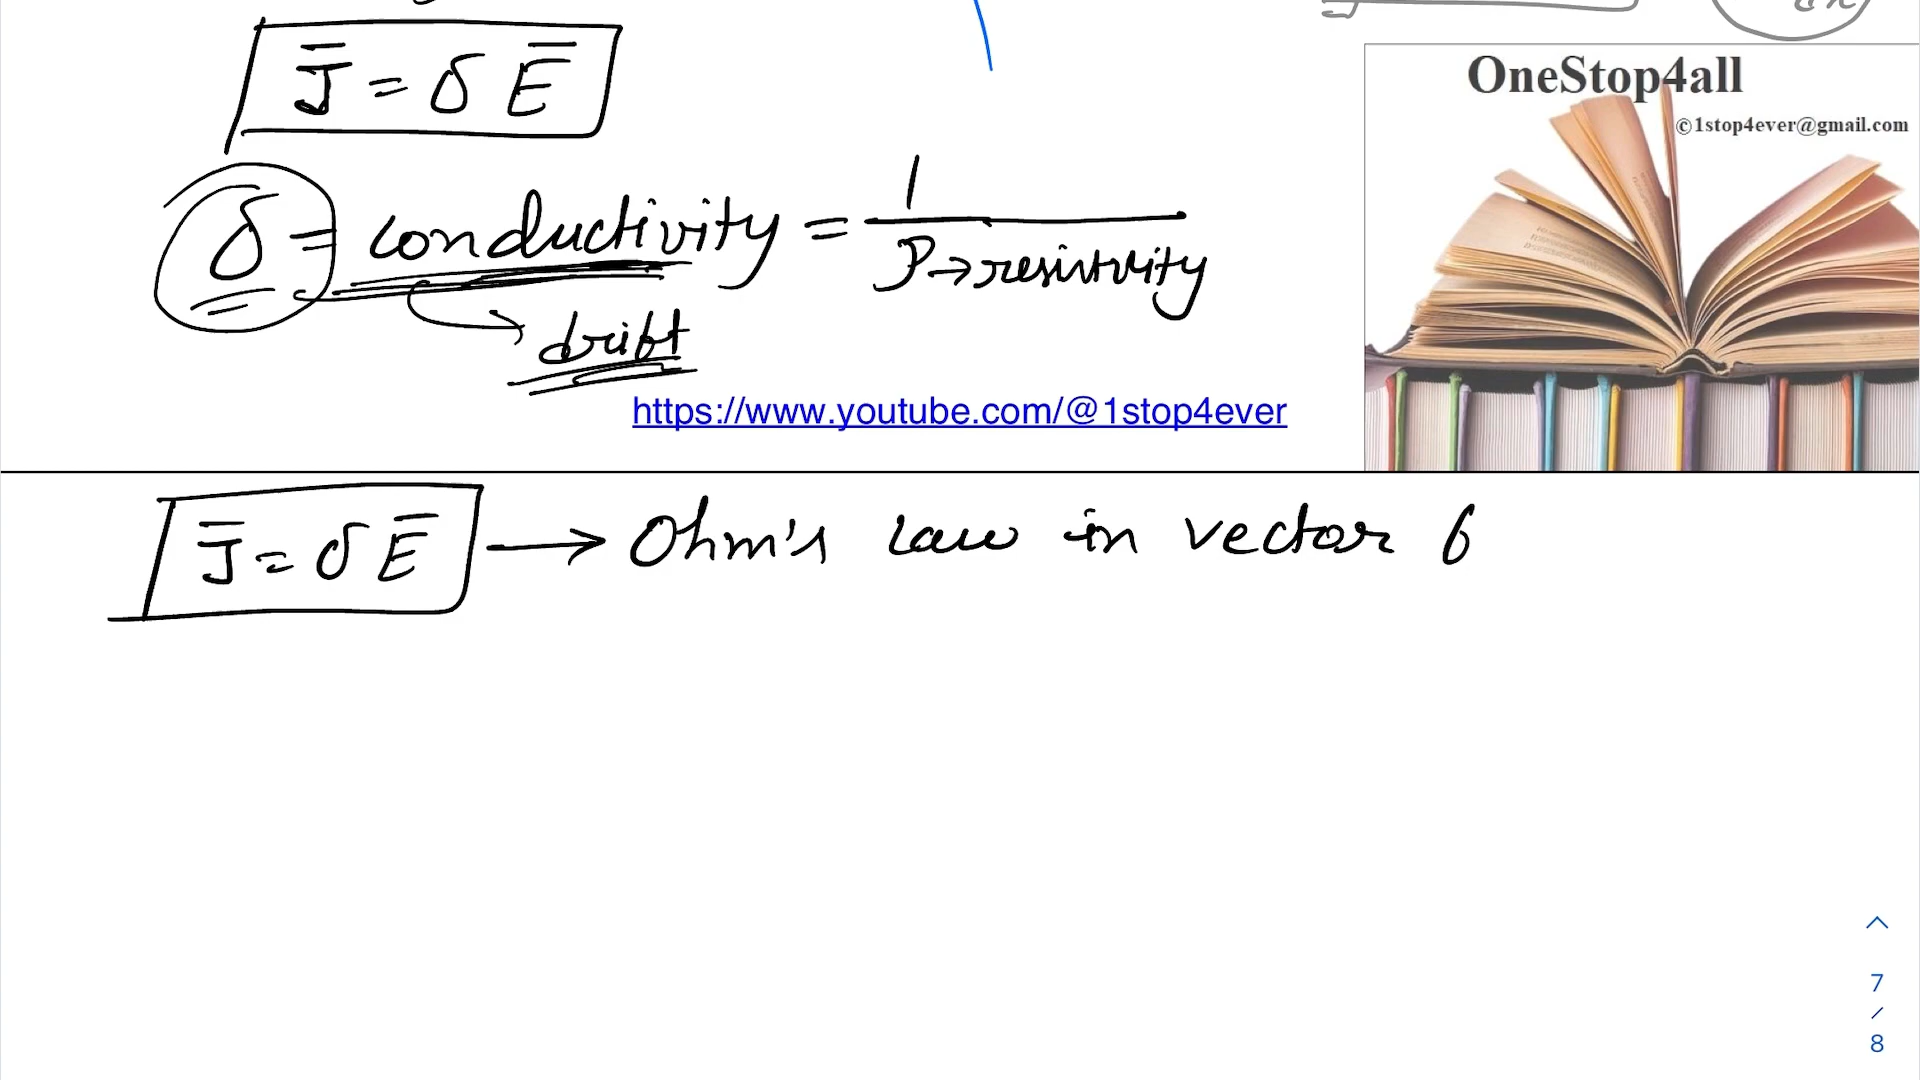 J̄ = δ Ē
OneStop4all
©1stop4ever@gmail.com
δ = conductivity = 1 / ρ → resistivity
drift
https://www.youtube.com/@1stop4ever
J̄ = σ Ē → Ohm's law in vector f
7
/
8